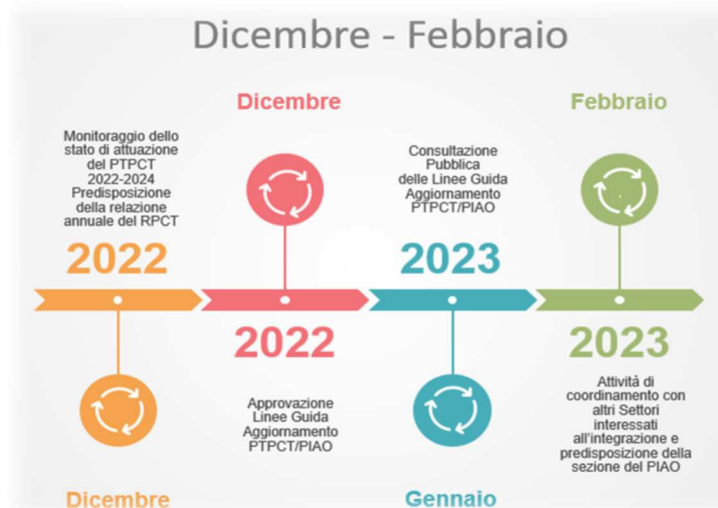 Dicembre - Febbraio
Monitoraggio dello
stato di attuazione
del PTPCT
2022-2024
Predisposizione
della relazione
annuale del RPCT
2022
Dicembre
Dicembre
2022
Approvazione
Linee Guida
Aggiornamento
PTPCT/PIAO
Consultazione
Pubblica
delle Linee Guida
Aggiornamento
PTPCT/PIAO
2023
Gennaio
Febbraio
2023
Attività di
coordinamento con
altri Settori
interessati
all'integrazione e
predisposizione della
sezione del PIAO